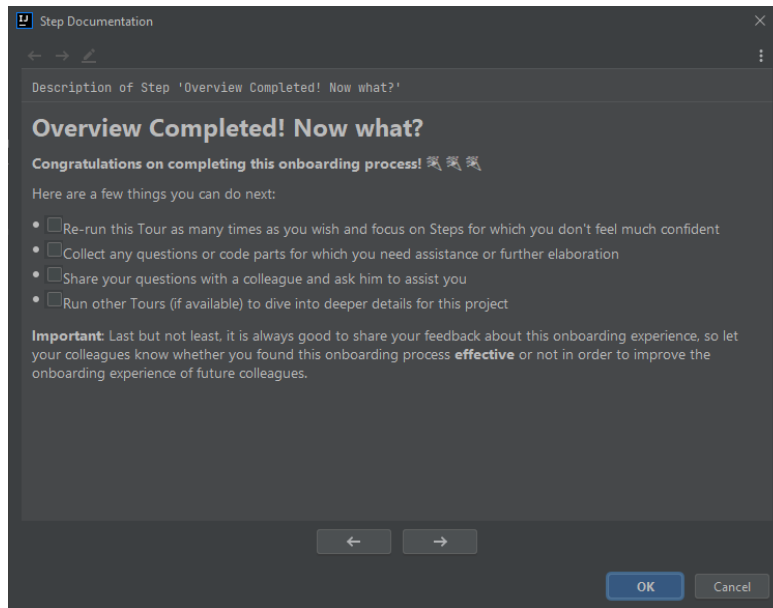 Step Documentation
Description of Step 'Overview Completed! Now what?'
Overview Completed! Now what?
Congratulations on completing this onboarding process!
Here are a few things you can do next:
Re-run this Tour as many times as you wish and focus on Steps for which you don't feel much confident
Collect any questions or code parts for which you need assistance or further elaboration
Share your questions with a colleague and ask him to assist you
Run other Tours (if available) to dive into deeper details for this project
Important: Last but not least, it is always good to share your feedback about this onboarding experience, so let
your colleagues know whether you found this onboarding process effective or not in order to improve the
onboarding experience of future colleagues.
OK
Cancel